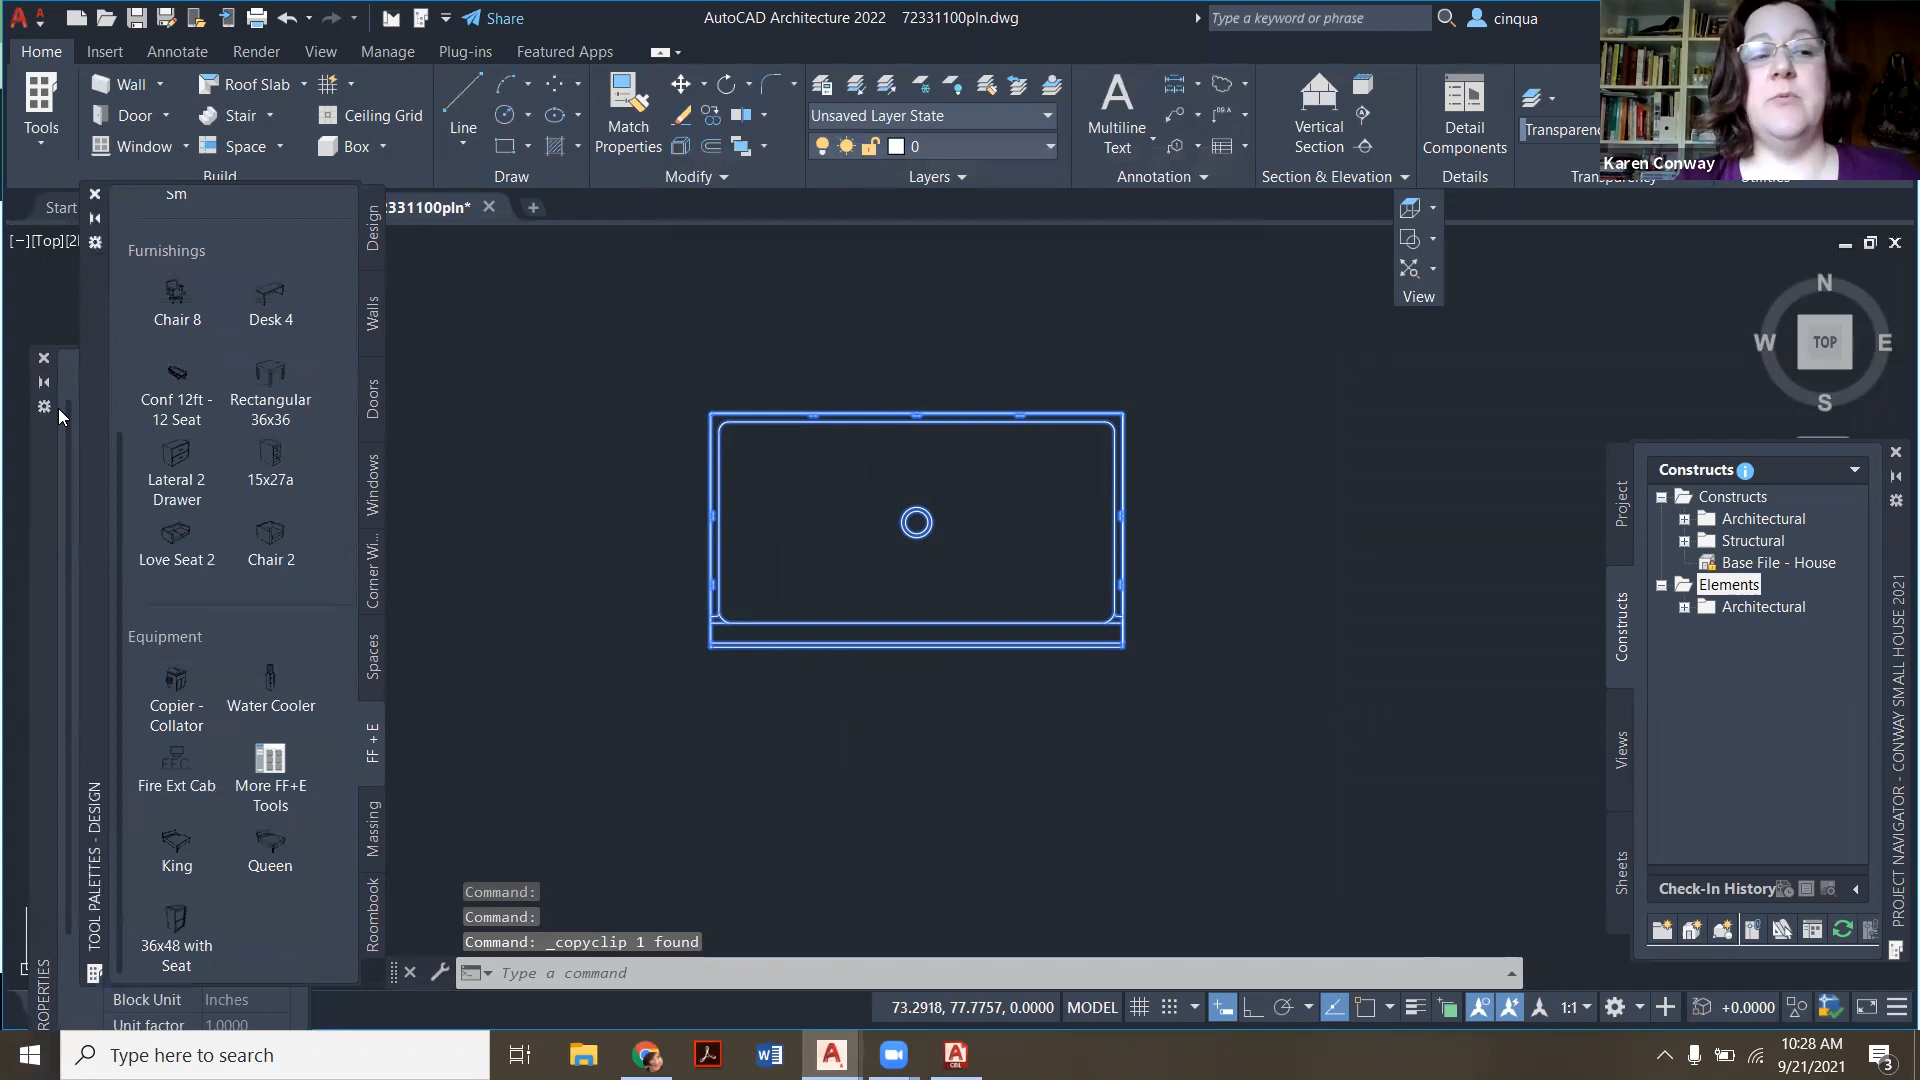 Share
AutoCAD Architecture 2022 72331100pln.dwg
Type a keyword or phrase
cinqua
Home Insert Annotate Render View Manage Plug-ins Featured Apps
Tools
Wall
Roof Slab
Door
Stair
Ceiling Grid
Window
Space
Box
Build
Line
Draw
Match
Properties
Modify
Unsaved Layer State
0
Layers
Multiline
Text
Annotation
Vertical
Section
Section & Elevation
Detail
Components
Details
Transparenc
Karen Conway
Start
2331100pln*
[−][Top][2
Sm
Furnishings
Chair 8
Desk 4
Conf 12ft -
12 Seat
Rectangular
36x36
Lateral 2
Drawer
15x27a
Love Seat 2
Chair 2
Equipment
Copier -
Collator
Water Cooler
Fire Ext Cab
More FF+E
Tools
King
Queen
36x48 with
Seat
Design
Walls
Doors
Windows
Corner Wi...
Spaces
FF + E
Massing
Roombook
TOOL PALETTES - DESIGN
ROPERTIES
Block Unit Inches
Unit factor 1.0000
View
N
W TOP E
S
Project
Constructs
Views
Sheets
Constructs
Constructs
Architectural
Structural
Base File - House
Elements
Architectural
Check-In History
PROJECT NAVIGATOR - CONWAY SMALL HOUSE 2021
Command:
Command:
Command: _copyclip 1 found
Type a command
73.2918, 77.7757, 0.0000 MODEL
1:1
+0.0000
Type here to search
10:28 AM
9/21/2021
3